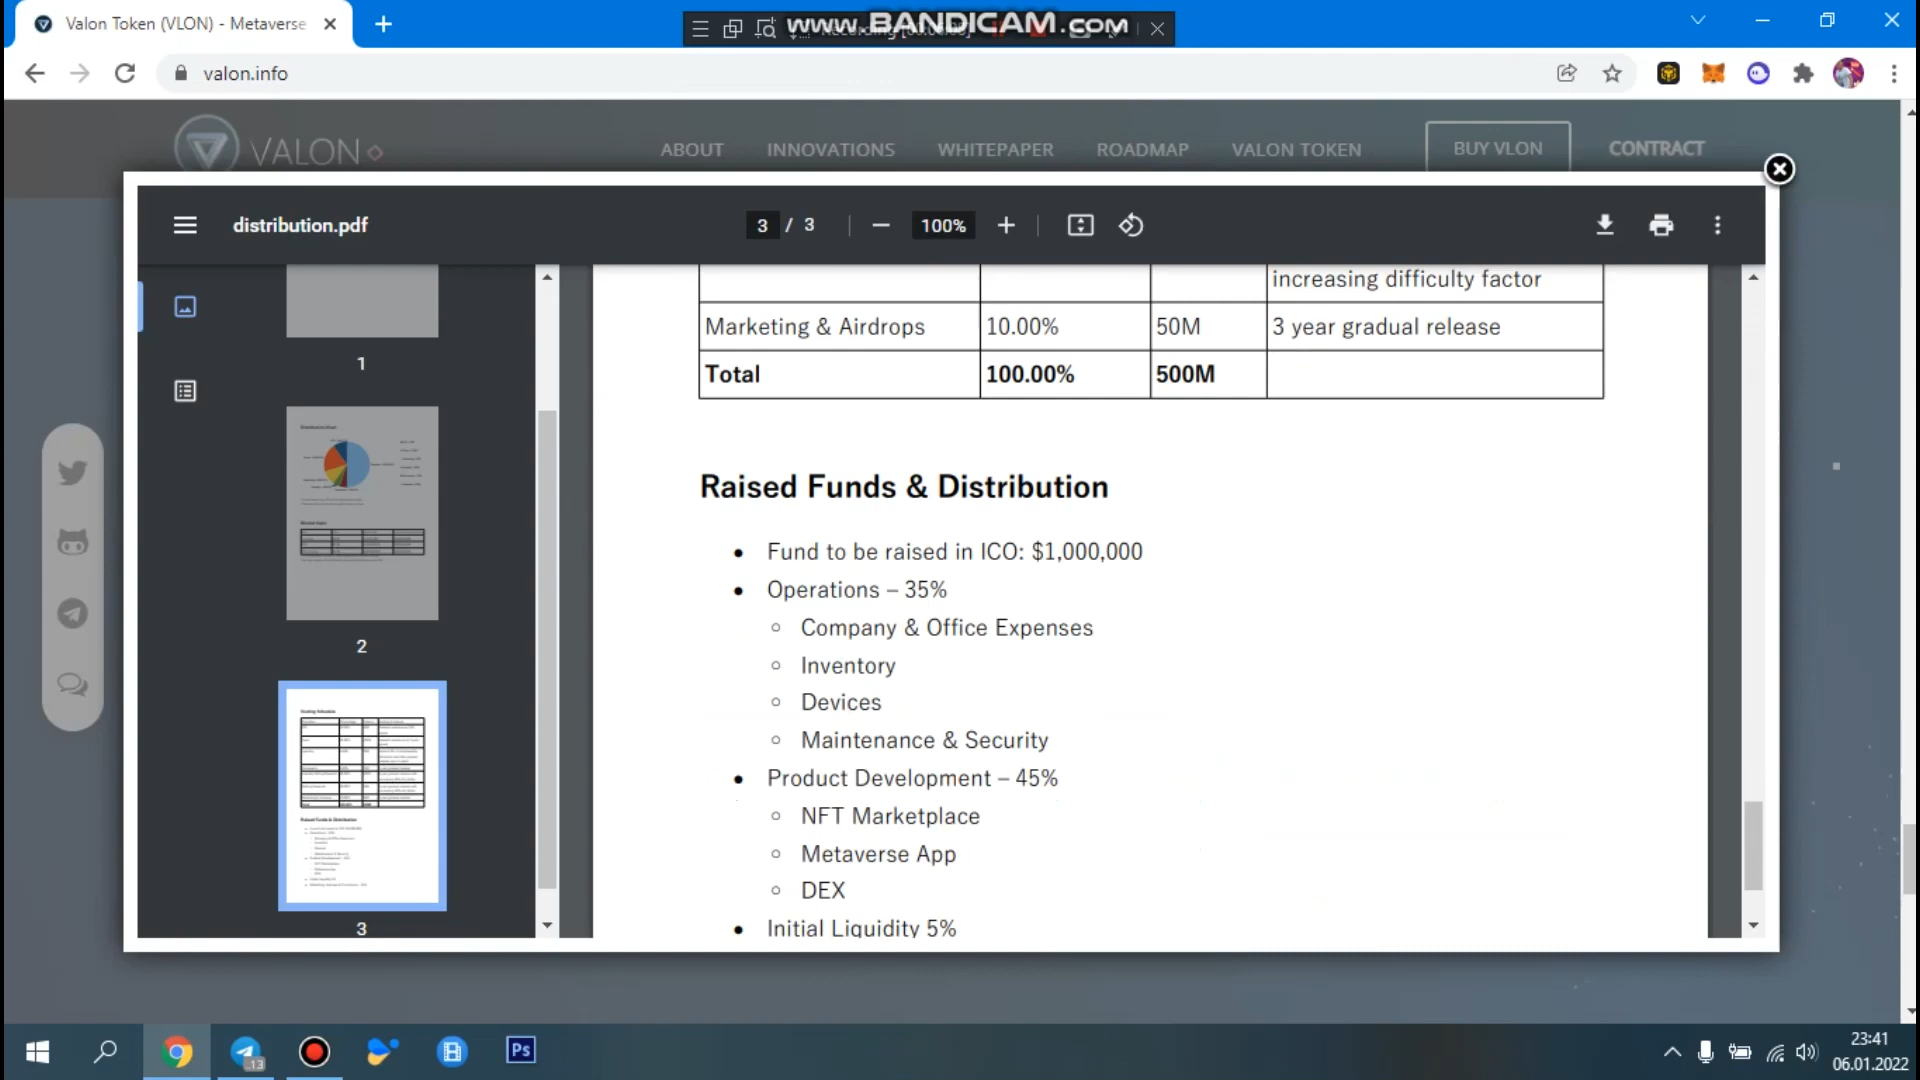 Valon Token (VLON) - Metaverse
www.BANDICAM.com
valon.info
VALON
ABOUT
INNOVATIONS
WHITEPAPER
ROADMAP
VALON TOKEN
BUY VLON
CONTRACT
distribution.pdf
3 / 3
100%
1
2
3
increasing difficulty factor
Marketing & Airdrops 10.00% 50M 3 year gradual release
Total 100.00% 500M
Raised Funds & Distribution
• Fund to be raised in ICO: $1,000,000
• Operations – 35%
○ Company & Office Expenses
○ Inventory
○ Devices
○ Maintenance & Security
• Product Development – 45%
○ NFT Marketplace
○ Metaverse App
○ DEX
• Initial Liquidity 5%
13
Ps
23:41
06.01.2022